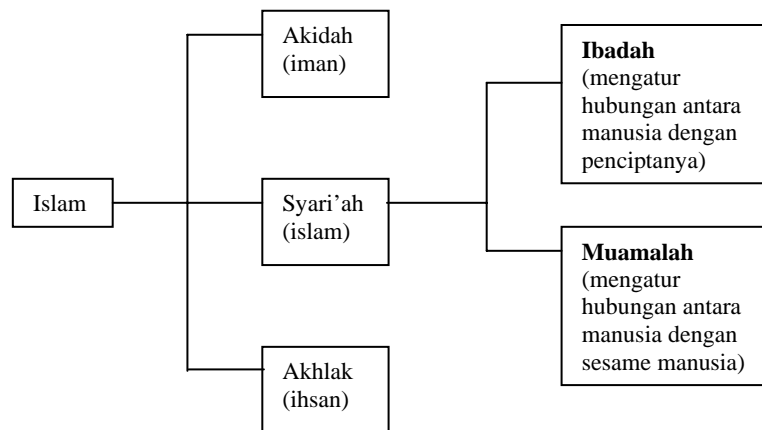 Islam
Akidah
(iman)
Syari’ah
(islam)
Akhlak
(ihsan)
Ibadah
(mengatur
hubungan antara
manusia dengan
penciptanya)
Muamalah
(mengatur
hubungan antara
manusia dengan
sesame manusia)